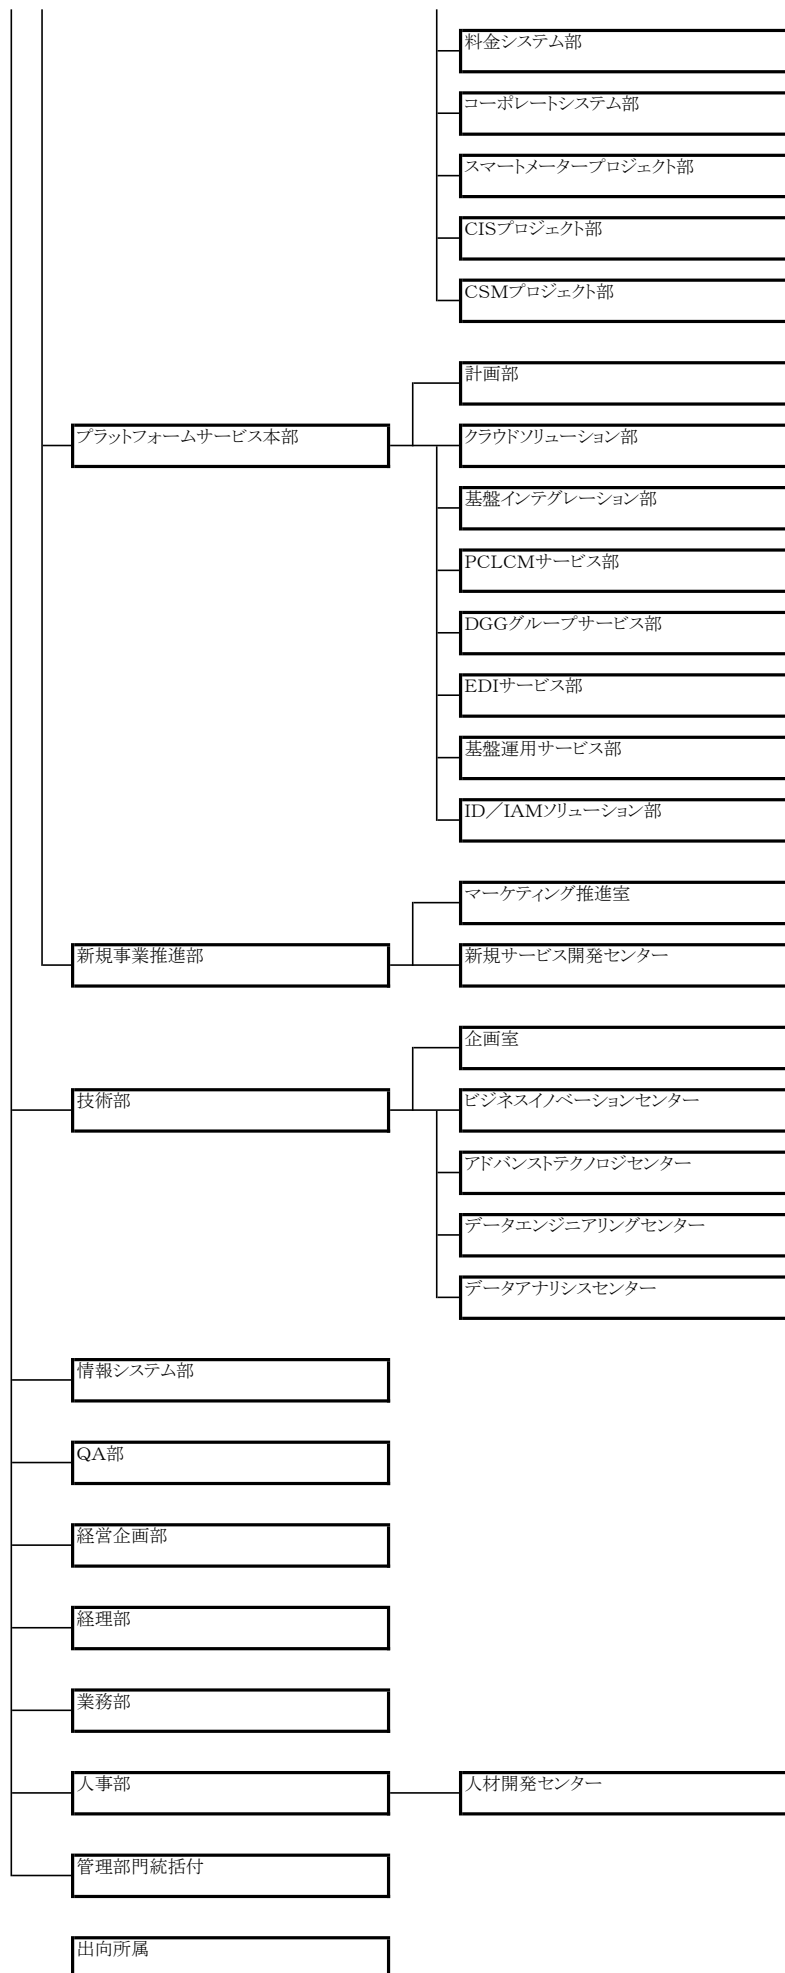 料金システム部
コーポレートシステム部
スマートメータープロジェクト部
CISプロジェクト部
CSMプロジェクト部
計画部
プラットフォームサービス本部
クラウドソリューション部
基盤インテグレーション部
PCLCMサービス部
DGGグループサービス部
EDIサービス部
基盤運用サービス部
ID／IAMソリューション部
マーケティング推進室
新規事業推進部
新規サービス開発センター
企画室
技術部
ビジネスイノベーションセンター
アドバンストテクノロジセンター
データエンジニアリングセンター
データアナリシスセンター
情報システム部
QA部
経営企画部
経理部
業務部
人事部
人材開発センター
管理部門統括付
出向所属